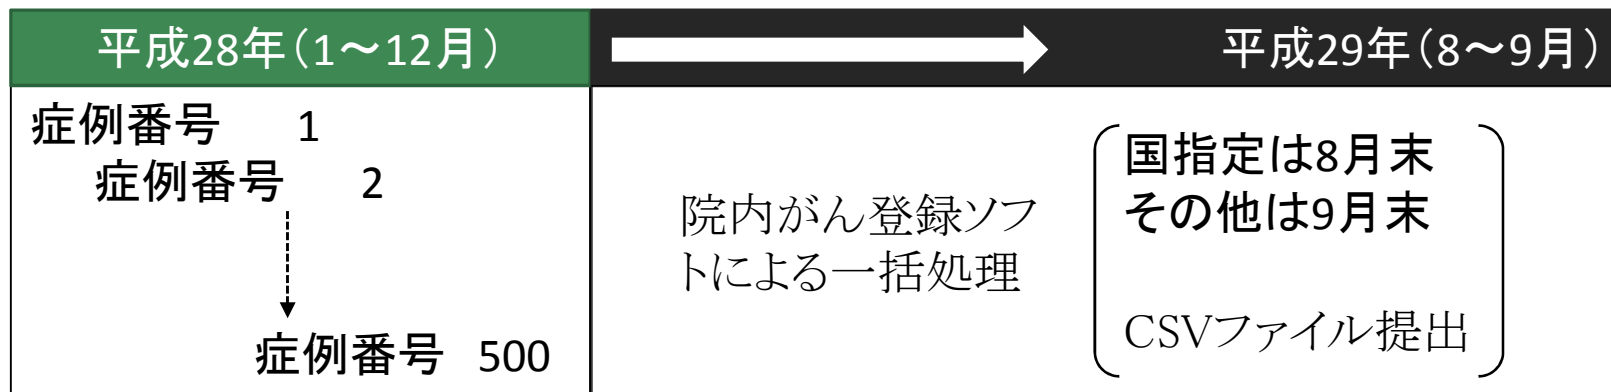 平成28年（1～12月）
平成29年（8～9月）
症例番号 1
症例番号 2
症例番号 500
院内がん登録ソフ
トによる一括処理
国指定は8月末
その他は9月末
CSVファイル提出